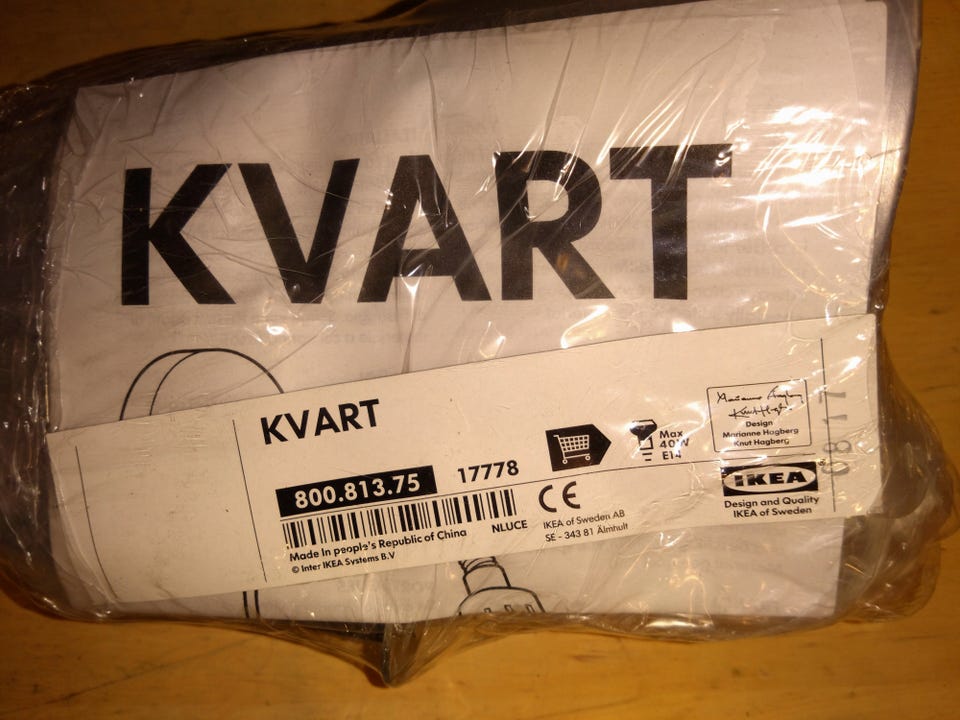 KVART
KVART
800.813.75
17778
NLUCE
Made In people's Republic of China
© Inter IKEA Systems B.V
CE
IKEA of Sweden AB
SE - 343 81 Älmhult
Max
40W
E14
Design
Marianne Hagberg
Knut Hagberg
IKEA
Design and Quality
IKEA of Sweden